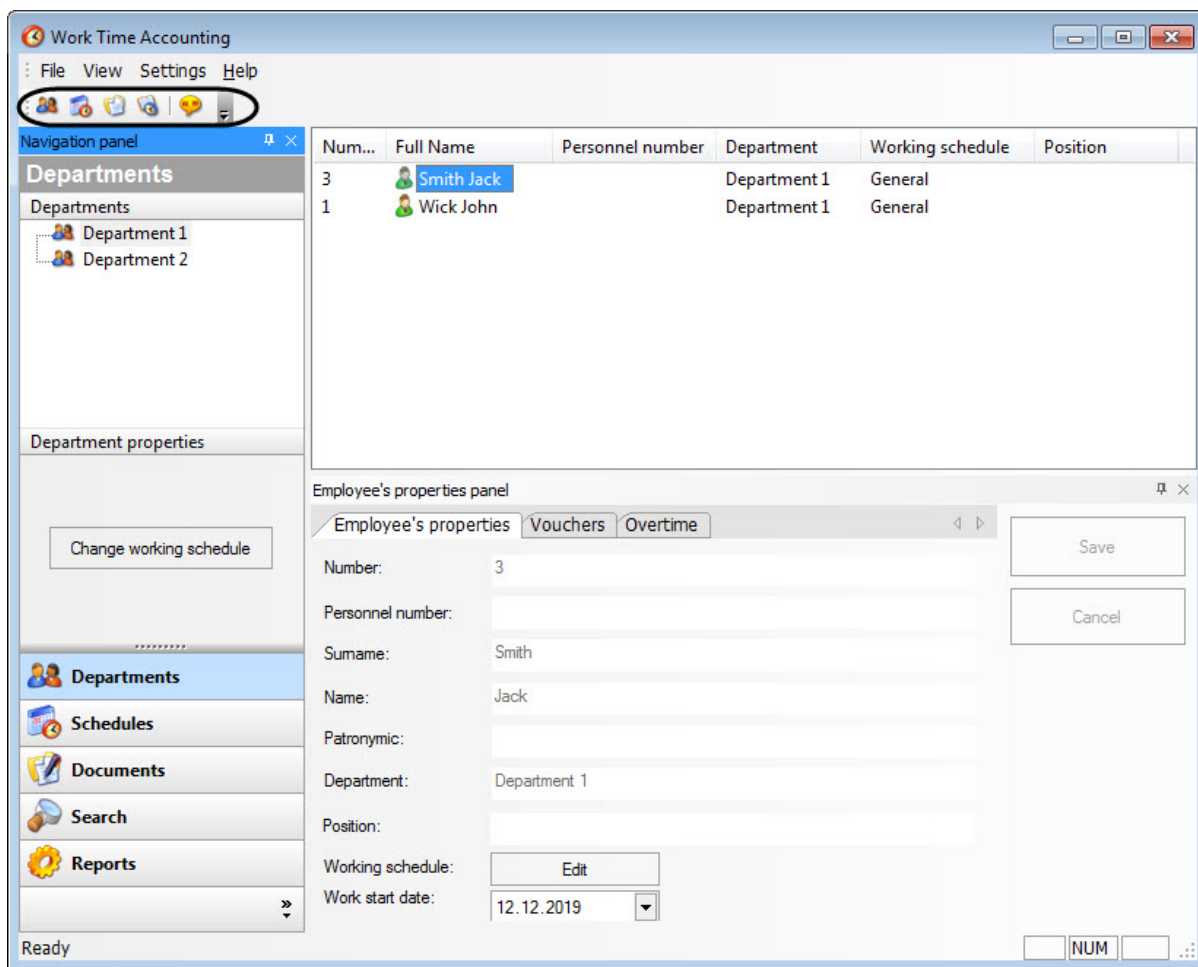 Work Time Accounting
File View Settings Help
Navigation panel
Departments
Departments
Department 1
Department 2
Department properties
Change working schedule
Departments
Schedules
Documents
Search
Reports
Num... Full Name Personnel number Department Working schedule Position
3 Smith Jack Department 1 General
1 Wick John Department 1 General
Employee's properties panel
Employee's properties Vouchers Overtime
Number: 3
Personnel number:
Surname: Smith
Name: Jack
Patronymic:
Department: Department 1
Position:
Working schedule: Edit
Work start date: 12.12.2019
Save
Cancel
Ready NUM